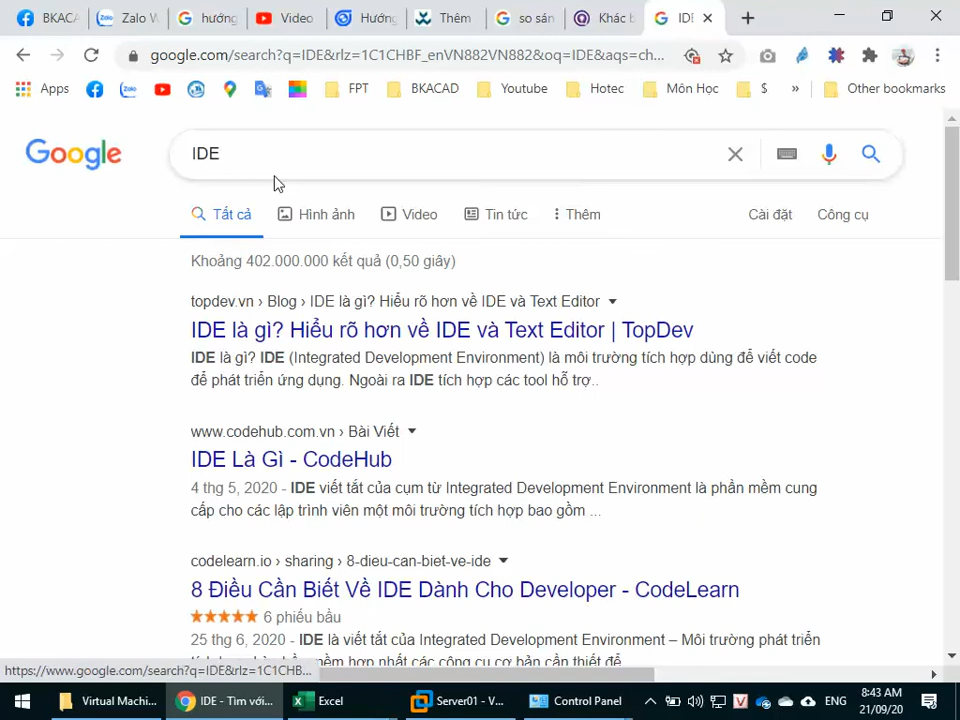 BKACA
Zalo W
hướng
Video
Hướng
Thêm
so sán
Khác b
IDE
google.com/search?q=IDE&rlz=1C1CHBF_enVN882VN882&oq=IDE&aqs=ch...
Apps
Zalo
FPT
BKACAD
Youtube
Hotec
Môn Học
$
»
Other bookmarks
Google
IDE
Tất cả
Hình ảnh
Video
Tin tức
Thêm
Cài đặt
Công cụ
Khoảng 402.000.000 kết quả (0,50 giây)
topdev.vn › Blog › IDE là gì? Hiểu rõ hơn về IDE và Text Editor
IDE là gì? Hiểu rõ hơn về IDE và Text Editor | TopDev
IDE là gì? IDE (Integrated Development Environment) là môi trường tích hợp dùng để viết code
để phát triển ứng dụng. Ngoài ra IDE tích hợp các tool hỗ trợ..
www.codehub.com.vn › Bài Viết
IDE Là Gì - CodeHub
4 thg 5, 2020 - IDE viết tắt của cụm từ Integrated Development Environment là phần mềm cung
cấp cho các lập trình viên một môi trường tích hợp bao gồm ...
codelearn.io › sharing › 8-dieu-can-biet-ve-ide
8 Điều Cần Biết Về IDE Dành Cho Developer - CodeLearn
6 phiếu bầu
25 thg 6, 2020 - IDE là viết tắt của Integrated Development Environment – Môi trường phát triển
tích hợp là phần mềm hợp nhất các công cụ cơ bản cần thiết để
https://www.google.com/search?q=IDE&rlz=1C1CHB...
Virtual Machi...
IDE - Tìm với...
Excel
Server01 - V...
Control Panel
V
ENG
8:43 AM
21/09/20